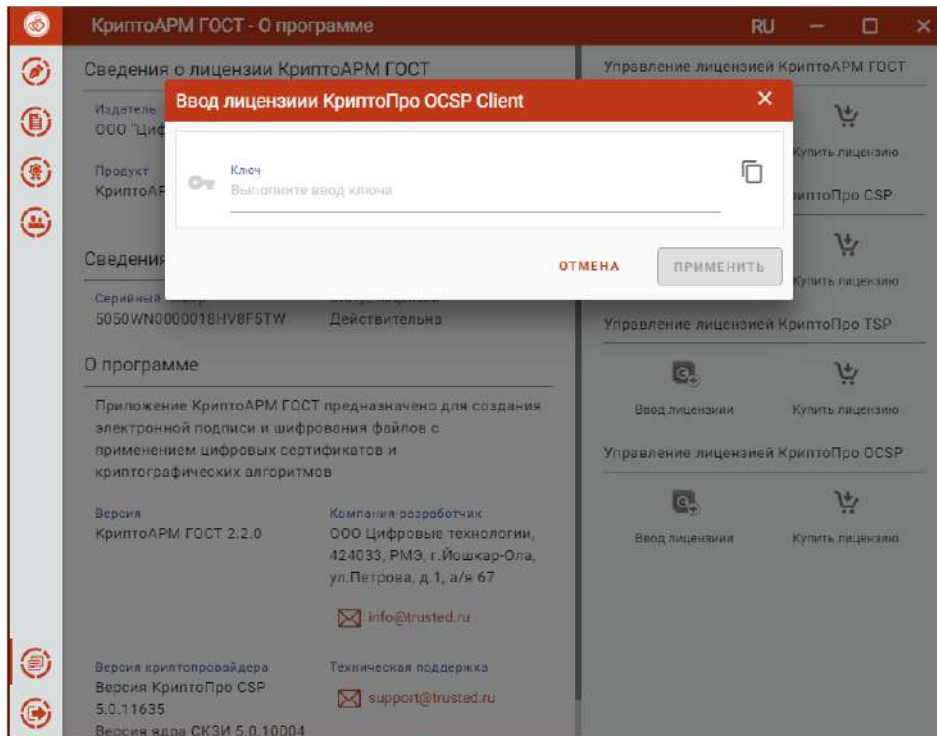 КриптоАРМ ГОСТ - О программе
RU
Сведения о лицензии КриптоАРМ ГОСТ
Управление лицензией КриптоАРМ ГОСТ
Ввод лицензиии КриптоПро OCSP Client
Издатель
ООО "Циф
Купить лицензию
Продукт
КриптоАР
Ключ
Выполните ввод ключа
риптоПро CSP
ОТМЕНА
ПРИМЕНИТЬ
Сведения
Купить лицензию
Серийный
5050WN0000018HV8F5TW
Действительна
Управление лицензией КриптоПро TSP
О программе
Ввод лицензиии
Купить лицензию
Приложение КриптоАРМ ГОСТ предназначено для создания
электронной подписи и шифрования файлов с
применением цифровых сертификатов и
криптографических алгоритмов
Управление лицензией КриптоПро OCSP
Ввод лицензиии
Купить лицензию
Версия
КриптоАРМ ГОСТ 2.2.0
Компания-разработчик
ООО Цифровые технологии,
424033, РМЭ, г.Йошкар-Ола,
ул.Петрова, д.1, а/я 67
info@trusted.ru
Версия криптопровайдера
Версия КриптоПро CSP
5.0.11635
Версия ядра СКЗИ 5.0.10004
Техническая поддержка
support@trusted.ru